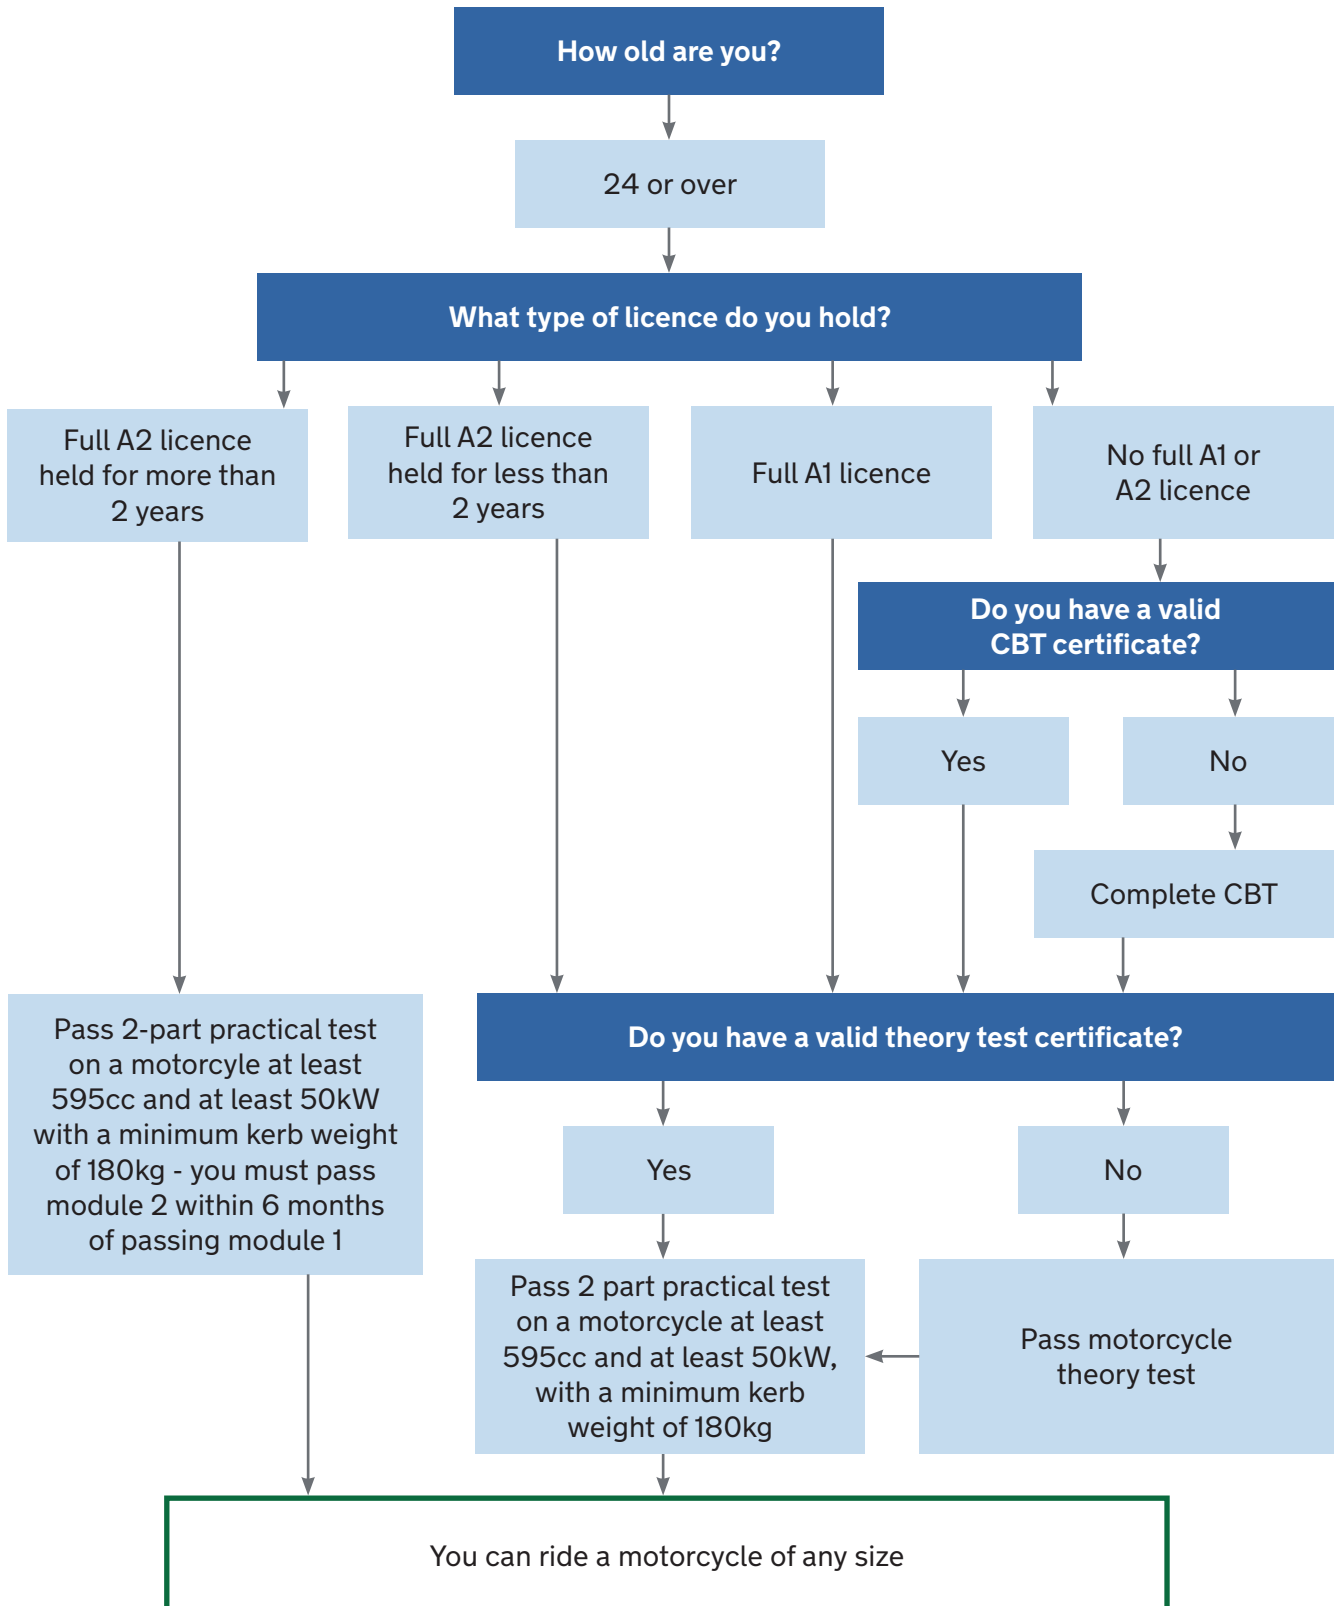 How old are you?
24 or over
What type of licence do you hold?
Full A2 licence
held for more than
2 years
Full A2 licence
held for less than
2 years
Full A1 licence
No full A1 or
A2 licence
Do you have a valid
CBT certificate?
Yes
No
Complete CBT
Pass 2-part practical test
on a motorcyle at least
595cc and at least 50kW
with a minimum kerb weight
of 180kg - you must pass
module 2 within 6 months
of passing module 1
Do you have a valid theory test certificate?
Yes
No
Pass 2 part practical test
on a motorcycle at least
595cc and at least 50kW,
with a minimum kerb
weight of 180kg
Pass motorcycle
theory test
You can ride a motorcycle of any size